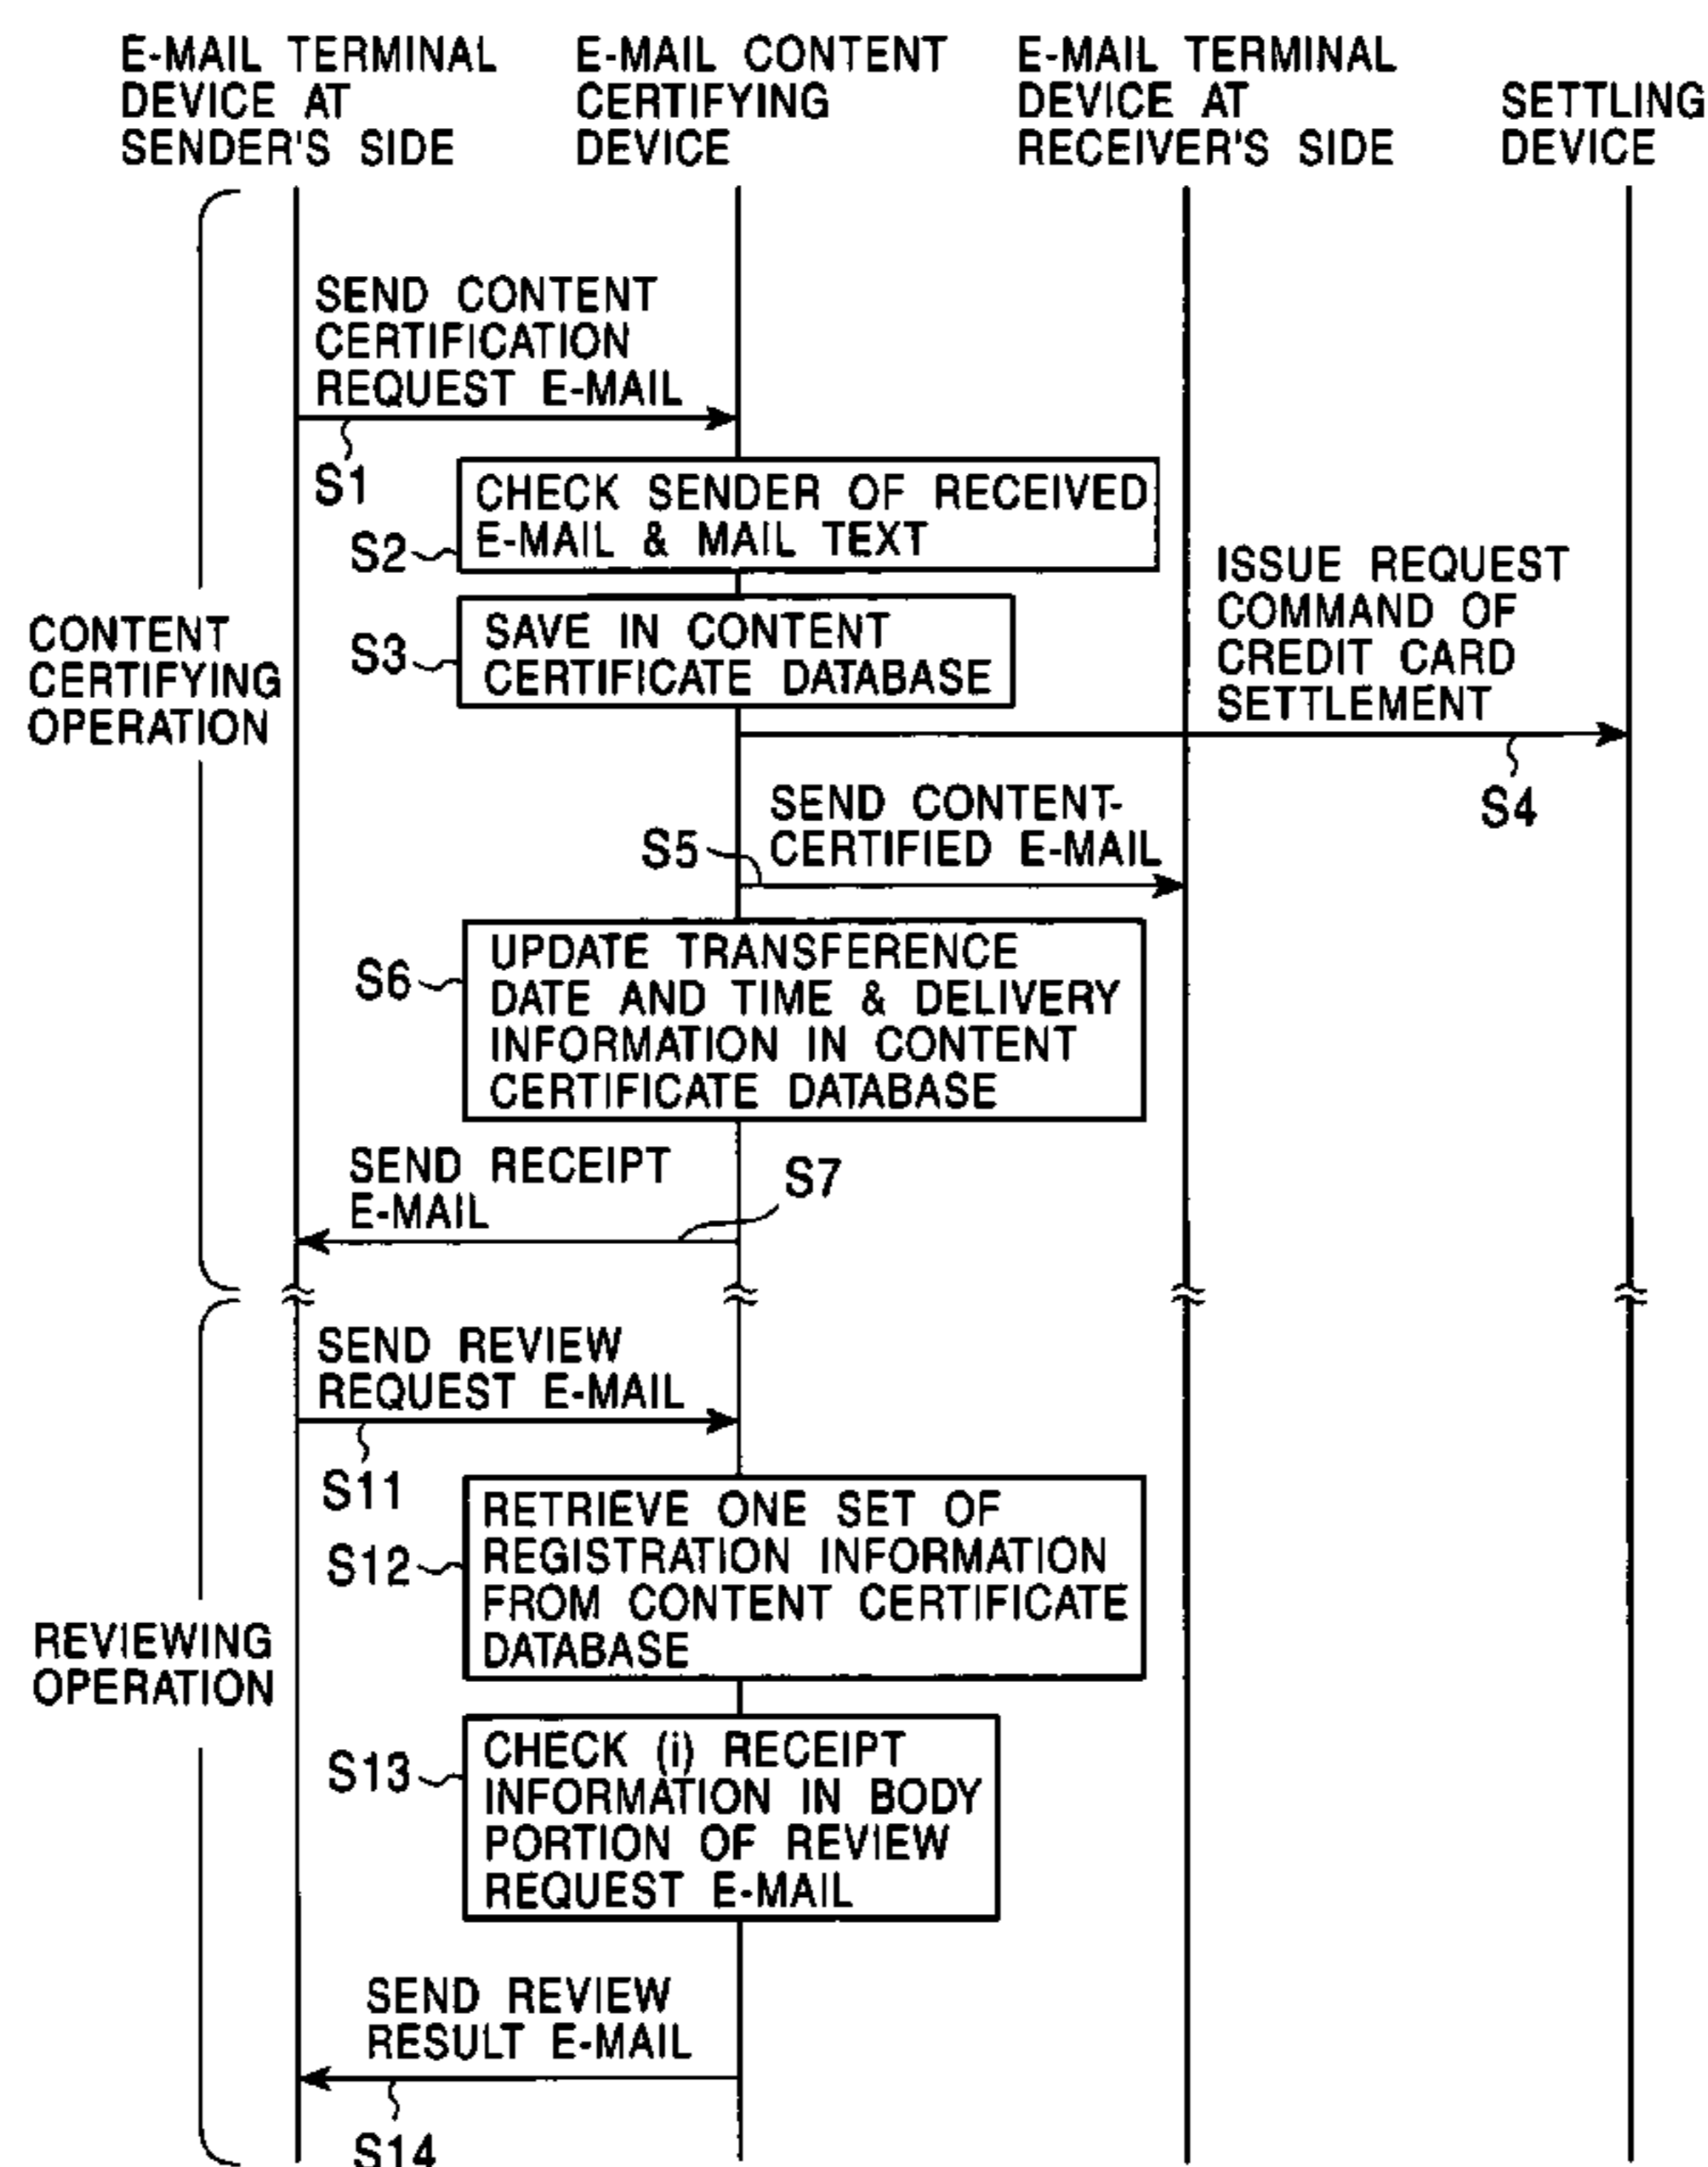 E-MAIL TERMINAL
DEVICE AT
SENDER'S SIDE
E-MAIL CONTENT
CERTIFYING
DEVICE
E-MAIL TERMINAL
DEVICE AT
RECEIVER'S SIDE
SETTLING
DEVICE
CONTENT
CERTIFYING
OPERATION
SEND CONTENT
CERTIFICATION
REQUEST E-MAIL
S1
CHECK SENDER OF RECEIVED
E-MAIL & MAIL TEXT
S2
SAVE IN CONTENT
CERTIFICATE DATABASE
S3
ISSUE REQUEST
COMMAND OF
CREDIT CARD
SETTLEMENT
S4
SEND CONTENT-
CERTIFIED E-MAIL
S5
UPDATE TRANSFERENCE
DATE AND TIME & DELIVERY
INFORMATION IN CONTENT
CERTIFICATE DATABASE
S6
SEND RECEIPT
E-MAIL
S7
REVIEWING
OPERATION
SEND REVIEW
REQUEST E-MAIL
S11
RETRIEVE ONE SET OF
REGISTRATION INFORMATION
FROM CONTENT CERTIFICATE
DATABASE
S12
CHECK (i) RECEIPT
INFORMATION IN BODY
PORTION OF REVIEW
REQUEST E-MAIL
S13
SEND REVIEW
RESULT E-MAIL
S14